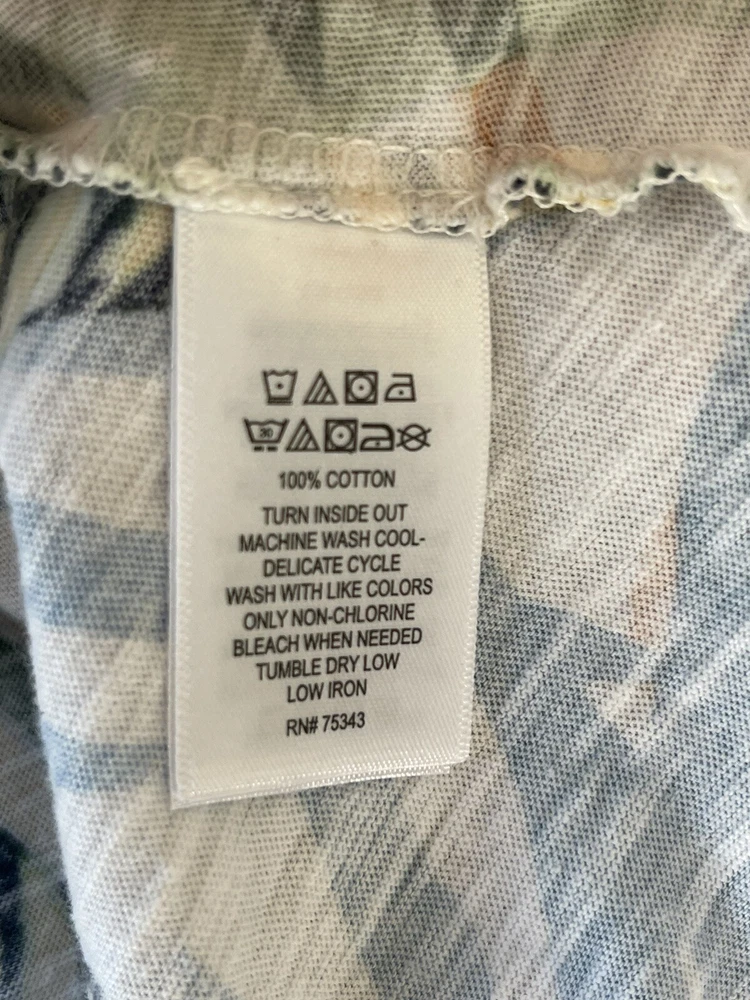 30
100% COTTON
TURN INSIDE OUT
MACHINE WASH COOL-
DELICATE CYCLE
WASH WITH LIKE COLORS
ONLY NON-CHLORINE
BLEACH WHEN NEEDED
TUMBLE DRY LOW
LOW IRON
RN# 75343